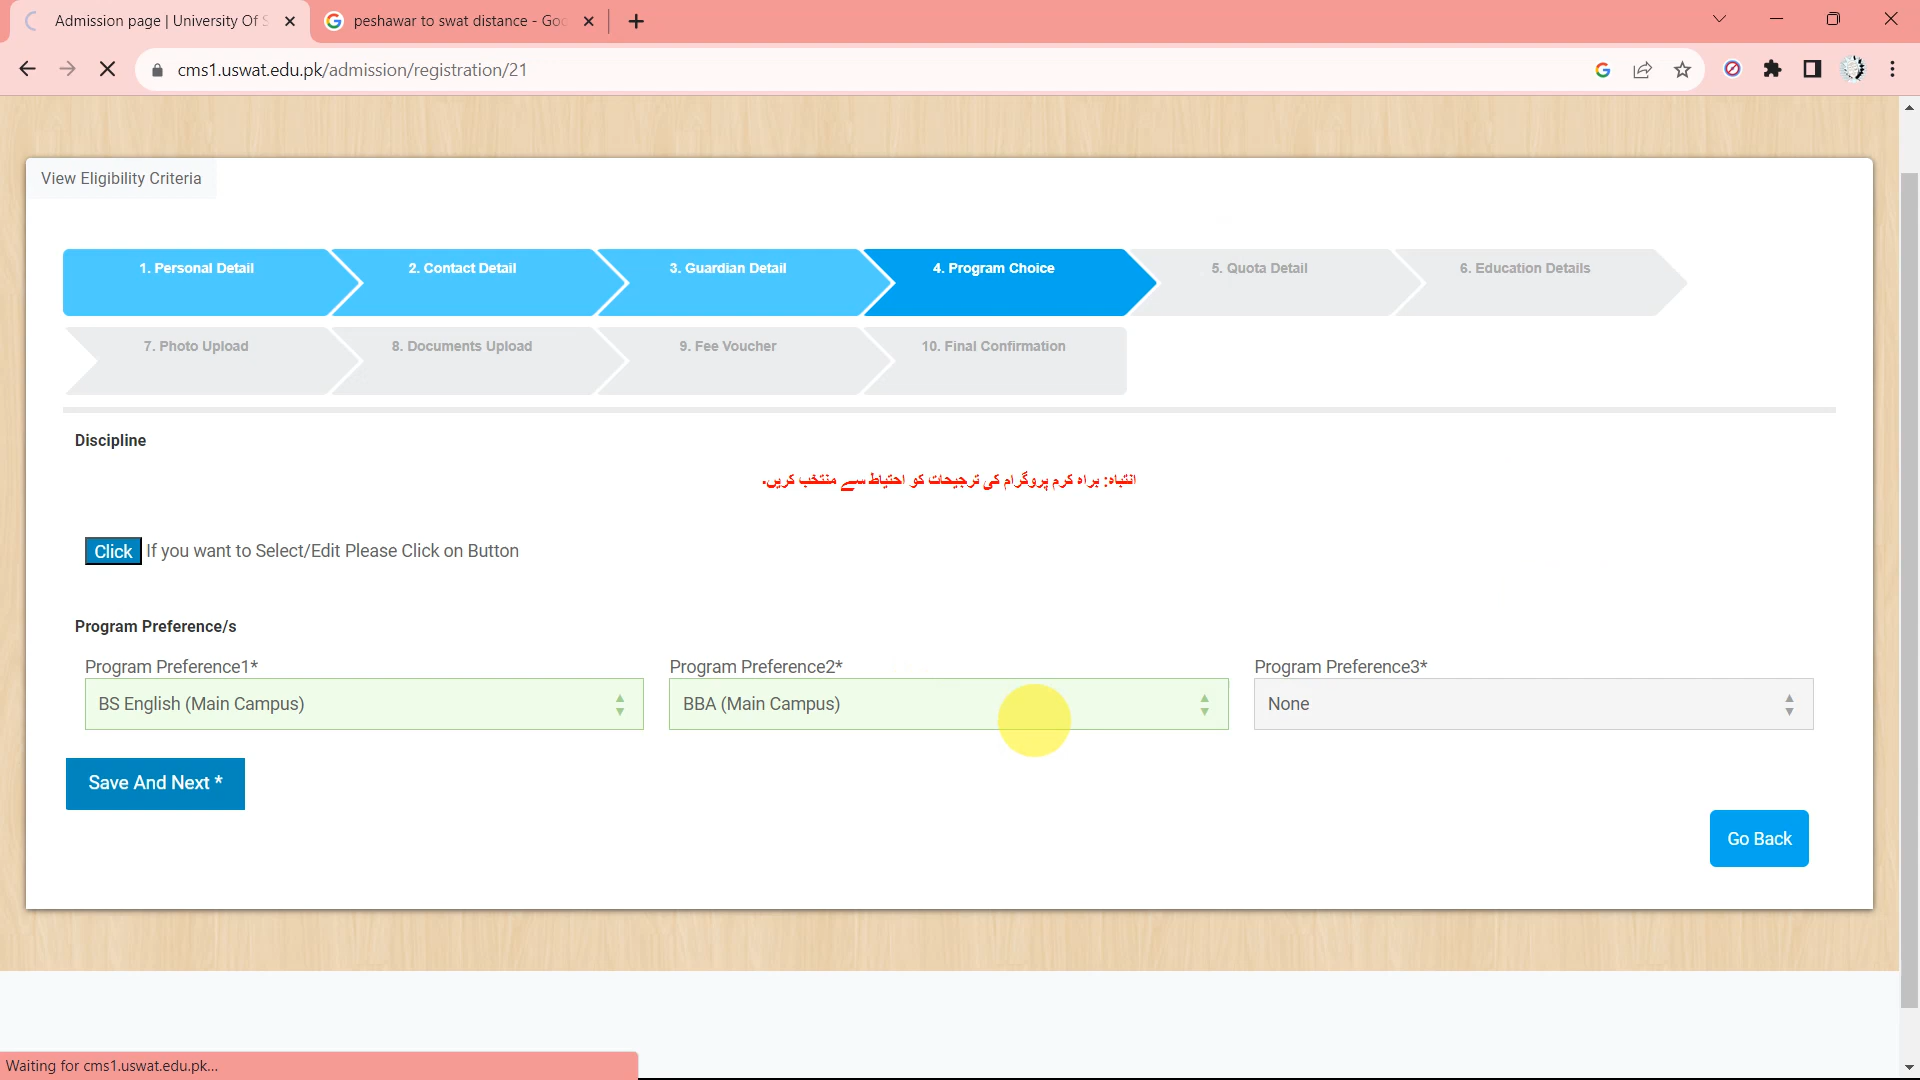 Admission page | University Of S
peshawar to swat distance - Goo
cms1.uswat.edu.pk/admission/registration/21
View Eligibility Criteria
1. Personal Detail
2. Contact Detail
3. Guardian Detail
4. Program Choice
5. Quota Detail
6. Education Details
7. Photo Upload
8. Documents Upload
9. Fee Voucher
10. Final Confirmation
Discipline
انتباہ: براہ کرم پروگرام کی ترجیحات کو احتیاط سے منتخب کریں.
Click If you want to Select/Edit Please Click on Button
Program Preference/s
Program Preference1*
Program Preference2*
Program Preference3*
BS English (Main Campus)
BBA (Main Campus)
None
Save And Next *
Go Back
Waiting for cms1.uswat.edu.pk...